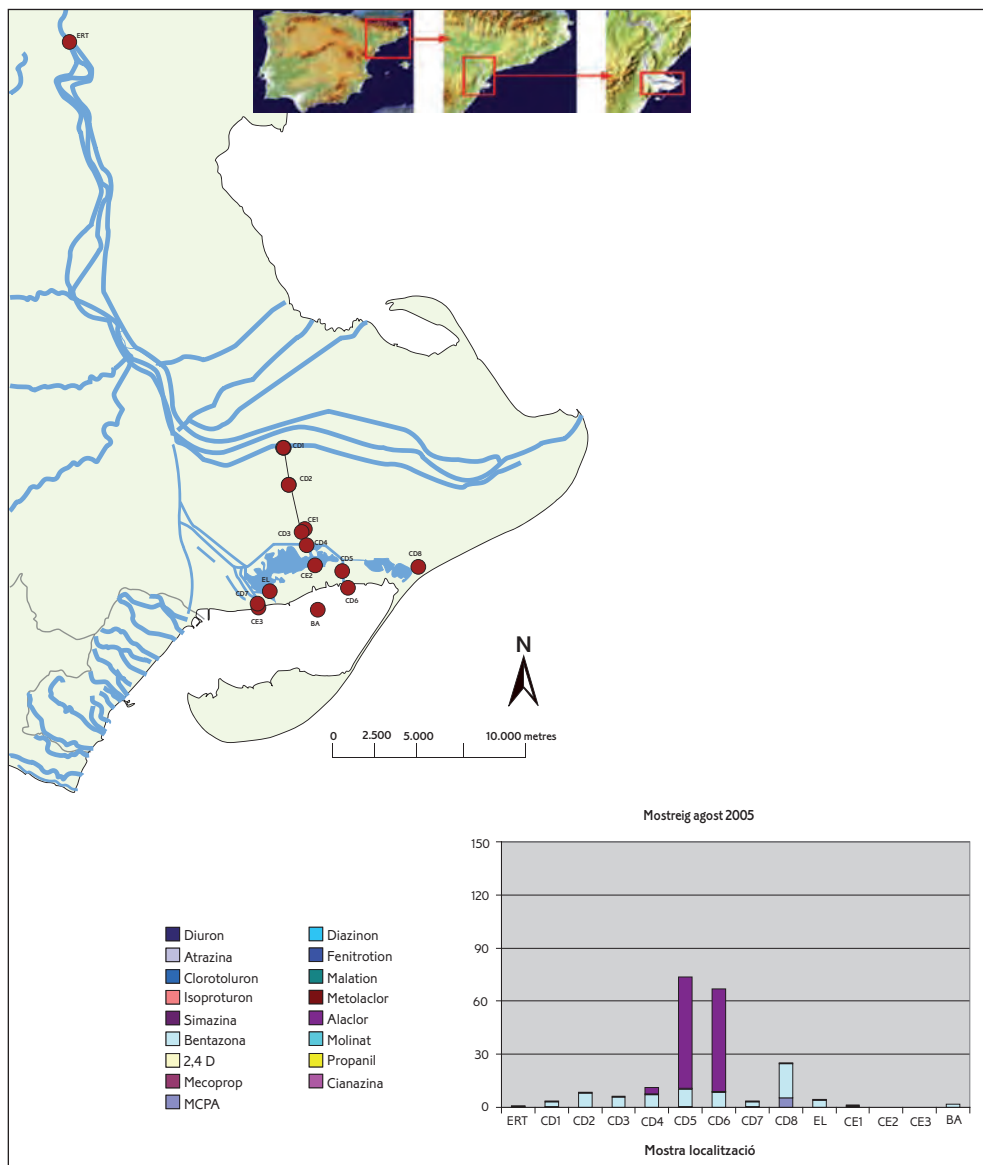 ERT
CD1
CD2
CE1
CD3
CD4
CD5
CD8
CE2
EL
CD6
CD7
CE3
BA
N
0 2.500 5.000 10.000 metres
Mostreig agost 2005
150
120
90
60
30
0
ERT CD1 CD2 CD3 CD4 CD5 CD6 CD7 CD8 EL CE1 CE2 CE3 BA
Mostra localització
Diuron
Atrazina
Clorotoluron
Isoproturon
Simazina
Bentazona
2,4 D
Mecoprop
MCPA
Diazinon
Fenitrotion
Malation
Metolaclor
Alaclor
Molinat
Propanil
Cianazina